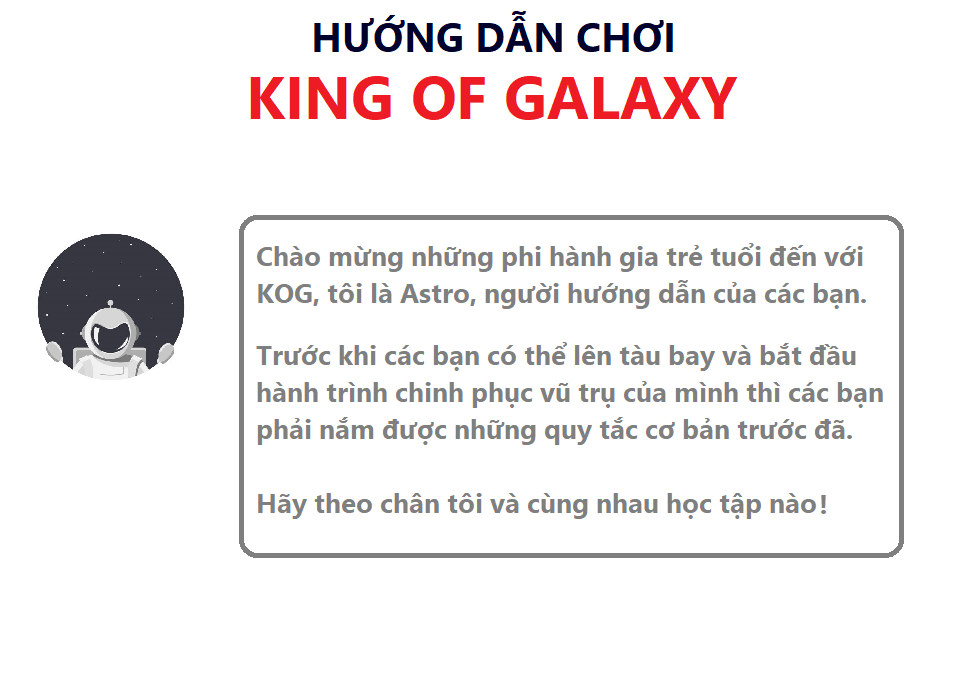 HƯỚNG DẪN CHƠI
KING OF GALAXY
Chào mừng những phi hành gia trẻ tuổi đến với
KOG, tôi là Astro, người hướng dẫn của các bạn.
Trước khi các bạn có thể lên tàu bay và bắt đầu
hành trình chinh phục vũ trụ của mình thì các bạn
phải nắm được những quy tắc cơ bản trước đã.
Hãy theo chân tôi và cùng nhau học tập nào!